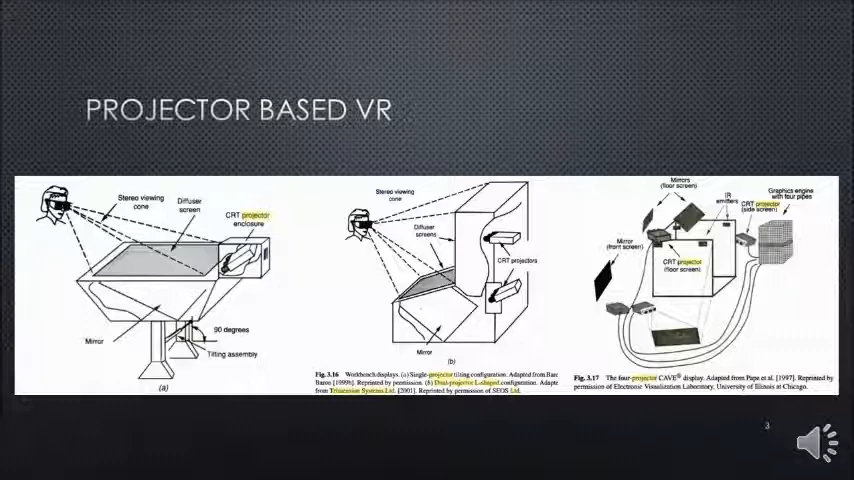 PROJECTOR BASED VR
Stereo viewing
cone
Diffuser
screen
CRT projector
enclosure
Mirror
90 degrees
Tilting assembly
(a)
Stereo viewing
cone
Diffuser
screens
CRT projectors
Mirror
(b)
Fig. 3.16 Workbench displays. (a) Single-projector tilting configuration. Adapted from
Baron [1999b]. Reprinted by permission. (b) Dual-projector L-shaped configuration.
from Trimension Systems Ltd. [2001]. Reprinted by permission of SEOS Ltd.
Mirrors
(floor screen)
IR
emitters
Graphics engine
with four pipes
CRT projector
(side screen)
Mirror
(front screen)
CRT projector
(floor screen)
Fig. 3.17 The four-projector CAVE® display. Adapted from Pape et al. [1997]. Reprinted by
permission of Electronic Visualization Laboratory, University of Illinois at Chicago.
3